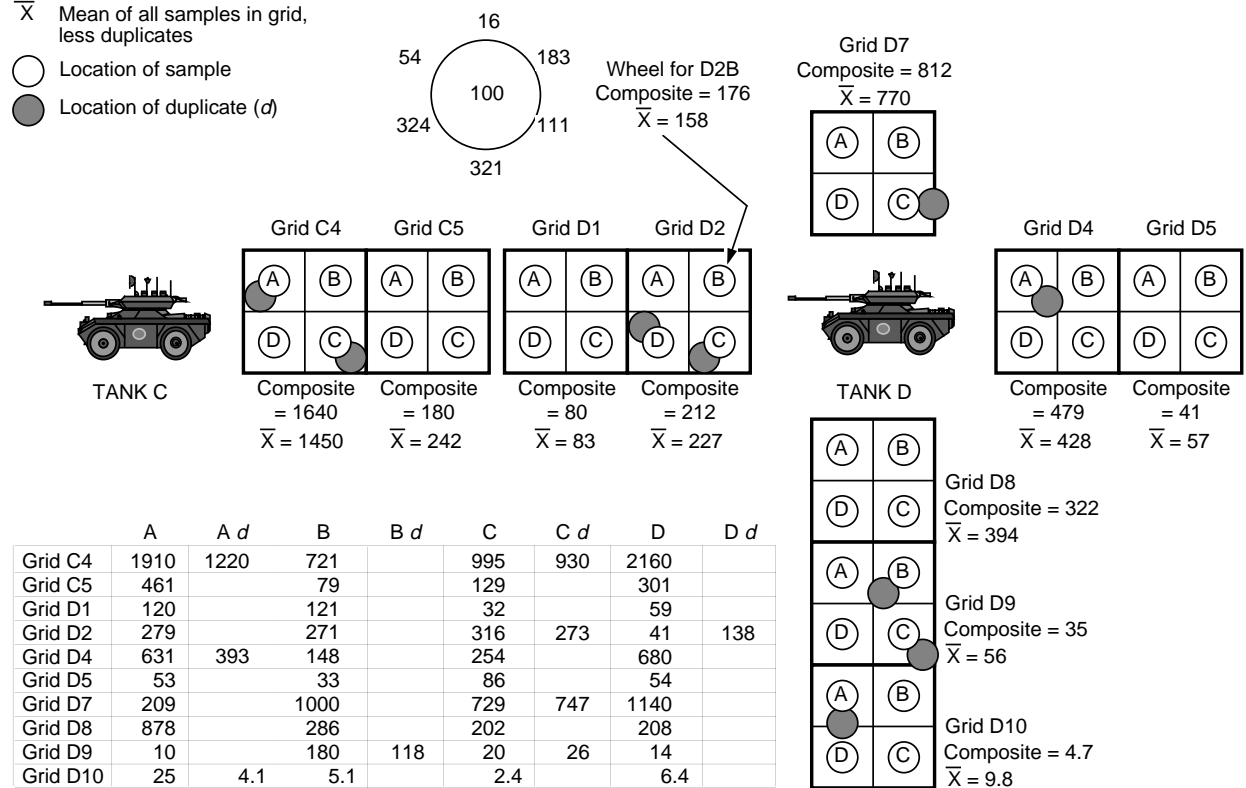 X̅ Mean of all samples in grid,
less duplicates
Location of sample
Location of duplicate (d)
16
54
183
100
324
111
321
Wheel for D2B
Composite = 176
X̅ = 158
Grid D7
Composite = 812
X̅ = 770
A B
D C
Grid C4 Grid C5 Grid D1 Grid D2
A B A B A B A B
D C D C D C D C
Composite
= 1640
X̅ = 1450
Composite
= 180
X̅ = 242
Composite
= 80
X̅ = 83
Composite
= 212
X̅ = 227
TANK C
TANK D
Grid D4 Grid D5
A B A B
D C D C
Composite
= 479
X̅ = 428
Composite
= 41
X̅ = 57
A B
D C
Grid D8
Composite = 322
X̅ = 394
A B
D C
Grid D9
Composite = 35
X̅ = 56
A B
D C
Grid D10
Composite = 4.7
X̅ = 9.8
A A d B B d C C d D D d
Grid C4 1910 1220 721 995 930 2160
Grid C5 461 79 129 301
Grid D1 120 121 32 59
Grid D2 279 271 316 273 41 138
Grid D4 631 393 148 254 680
Grid D5 53 33 86 54
Grid D7 209 1000 729 747 1140
Grid D8 878 286 202 208
Grid D9 10 180 118 20 26 14
Grid D10 25 4.1 5.1 2.4 6.4